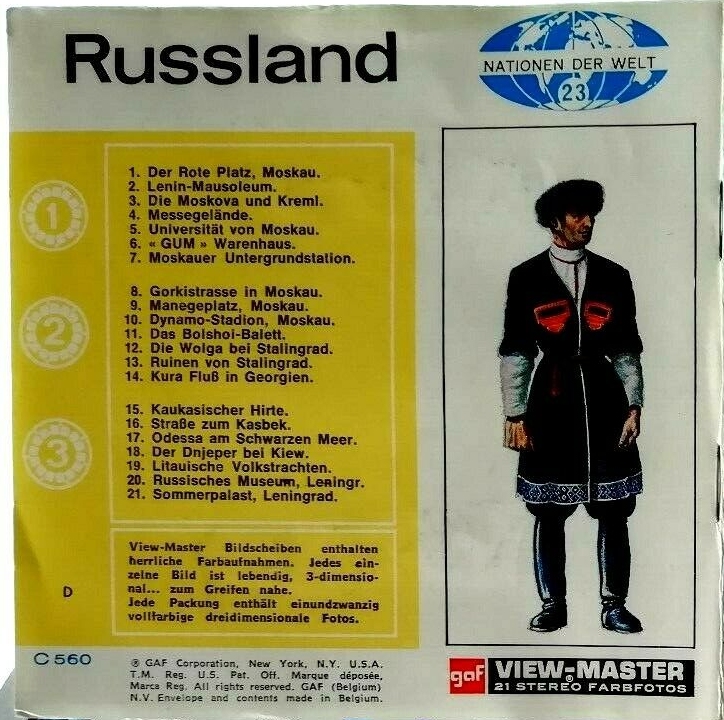 Russland
NATIONEN DER WELT
23
1
1. Der Rote Platz, Moskau.
2. Lenin-Mausoleum.
3. Die Moskova und Kreml.
4. Messegelände.
5. Universität von Moskau.
6. « GUM » Warenhaus.
7. Moskauer Untergrundstation.
2
8. Gorkistrasse in Moskau.
9. Manegeplatz, Moskau.
10. Dynamo-Stadion, Moskau.
11. Das Bolshoi-Balett.
12. Die Wolga bei Stalingrad.
13. Ruinen von Stalingrad.
14. Kura Fluß in Georgien.
3
15. Kaukasischer Hirte.
16. Straße zum Kasbek.
17. Odessa am Schwarzen Meer.
18. Der Dnjeper bei Kiew.
19. Litauische Volkstrachten.
20. Russisches Museum, Leningr.
21. Sommerpalast, Leningrad.
View-Master Bildscheiben enthalten
herrliche Farbaufnahmen. Jedes ein-
zelne Bild ist lebendig, 3-dimensio-
nal... zum Greifen nahe.
Jede Packung enthält einundzwanzig
vollfarbige dreidimensionale Fotos.
D
C 560
® GAF Corporation, New York, N.Y. U.S.A.
T.M. Reg. U.S. Pat. Off. Marque déposée,
Marca Reg. All rights reserved. GAF (Belgium)
N.V. Envelope and contents made in Belgium.
gaf VIEW-MASTER®
21 STEREO FARBFOTOS